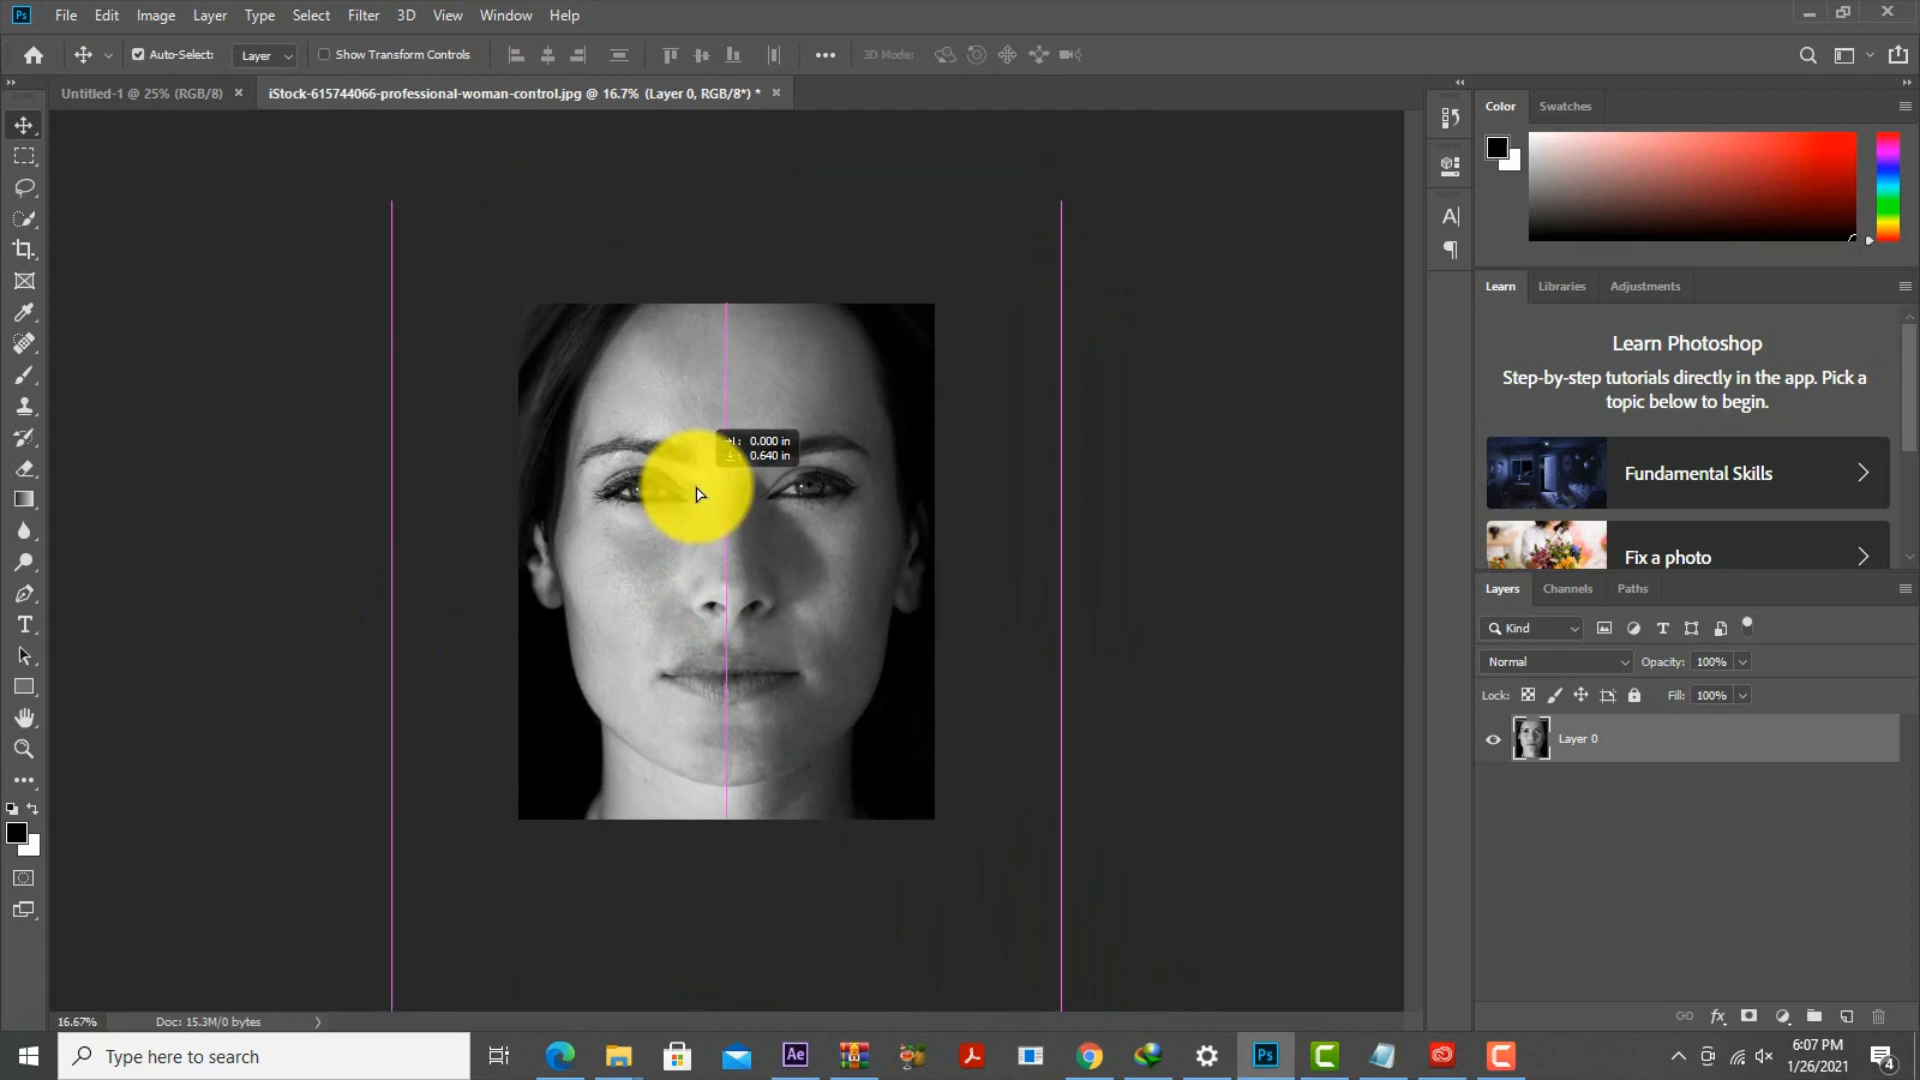 Ps File Edit Image Layer Type Select Filter 3D View Window Help
Auto-Select: Layer Show Transform Controls 3D Mode:
Untitled-1 @ 25% (RGB/8) × iStock-615744066-professional-woman-control.jpg @ 16.7% (Layer 0, RGB/8*) * ×
Color Swatches
Learn Libraries Adjustments
Learn Photoshop
Step-by-step tutorials directly in the app. Pick a
topic below to begin.
Fundamental Skills
Fix a photo
0.000 in
0.640 in
Layers Channels Paths
Kind
Normal Opacity: 100%
Lock: Fill: 100%
Layer 0
fx
16.67% Doc: 15.3M/0 bytes
Type here to search
Ae
Ps
6:07 PM
1/26/2021
4